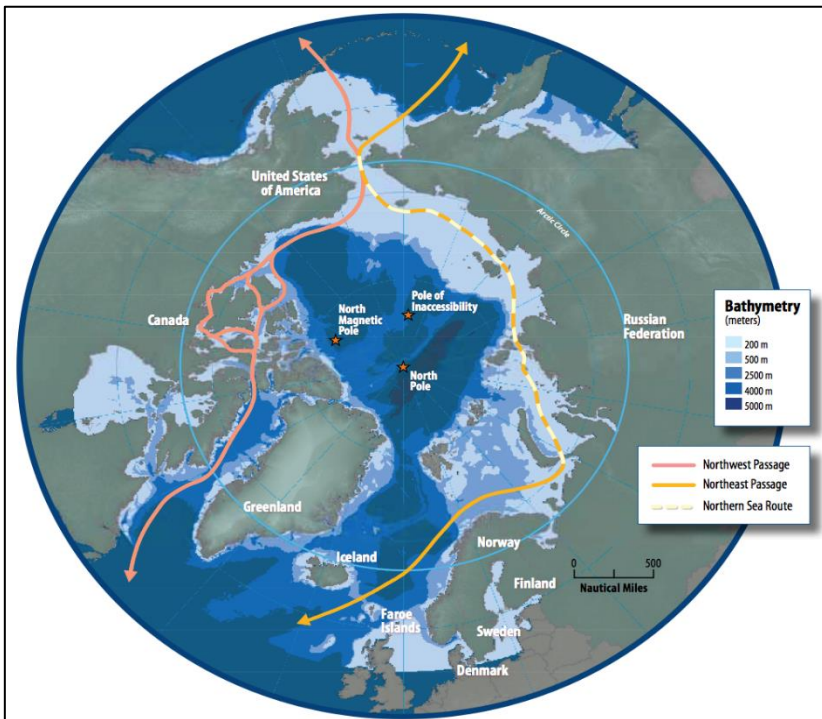 United States
of America
Arctic Circle
Canada
North
Magnetic
Pole
Pole of
Inaccessibility
Russian
Federation
North
Pole
Greenland
Iceland
Norway
Finland
Faroe
Islands
Sweden
Denmark
Bathymetry
(meters)
200 m
500 m
2500 m
4000 m
5000 m
Northwest Passage
Northeast Passage
Northern Sea Route
0 500
Nautical Miles